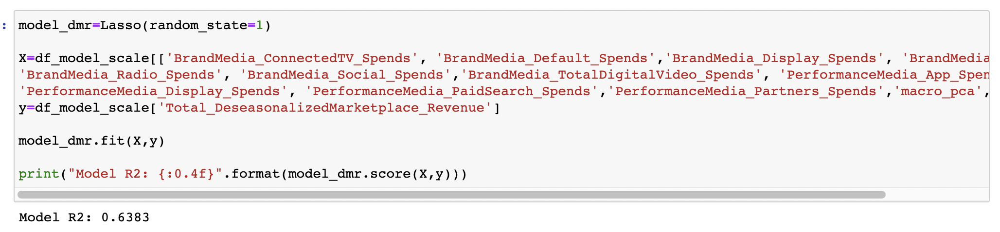 :
model_dmr=Lasso(random_state=1)
X=df_model_scale[['BrandMedia_ConnectedTV_Spends', 'BrandMedia_Default_Spends','BrandMedia_Display_Spends', 'BrandMedia
'BrandMedia_Radio_Spends', 'BrandMedia_Social_Spends','BrandMedia_TotalDigitalVideo_Spends', 'PerformanceMedia_App_Spen
'PerformanceMedia_Display_Spends', 'PerformanceMedia_PaidSearch_Spends','PerformanceMedia_Partners_Spends','macro_pca',
y=df_model_scale['Total_DeseasonalizedMarketplace_Revenue']
model_dmr.fit(X,y)
print("Model R2: {:0.4f}".format(model_dmr.score(X,y)))
Model R2: 0.6383